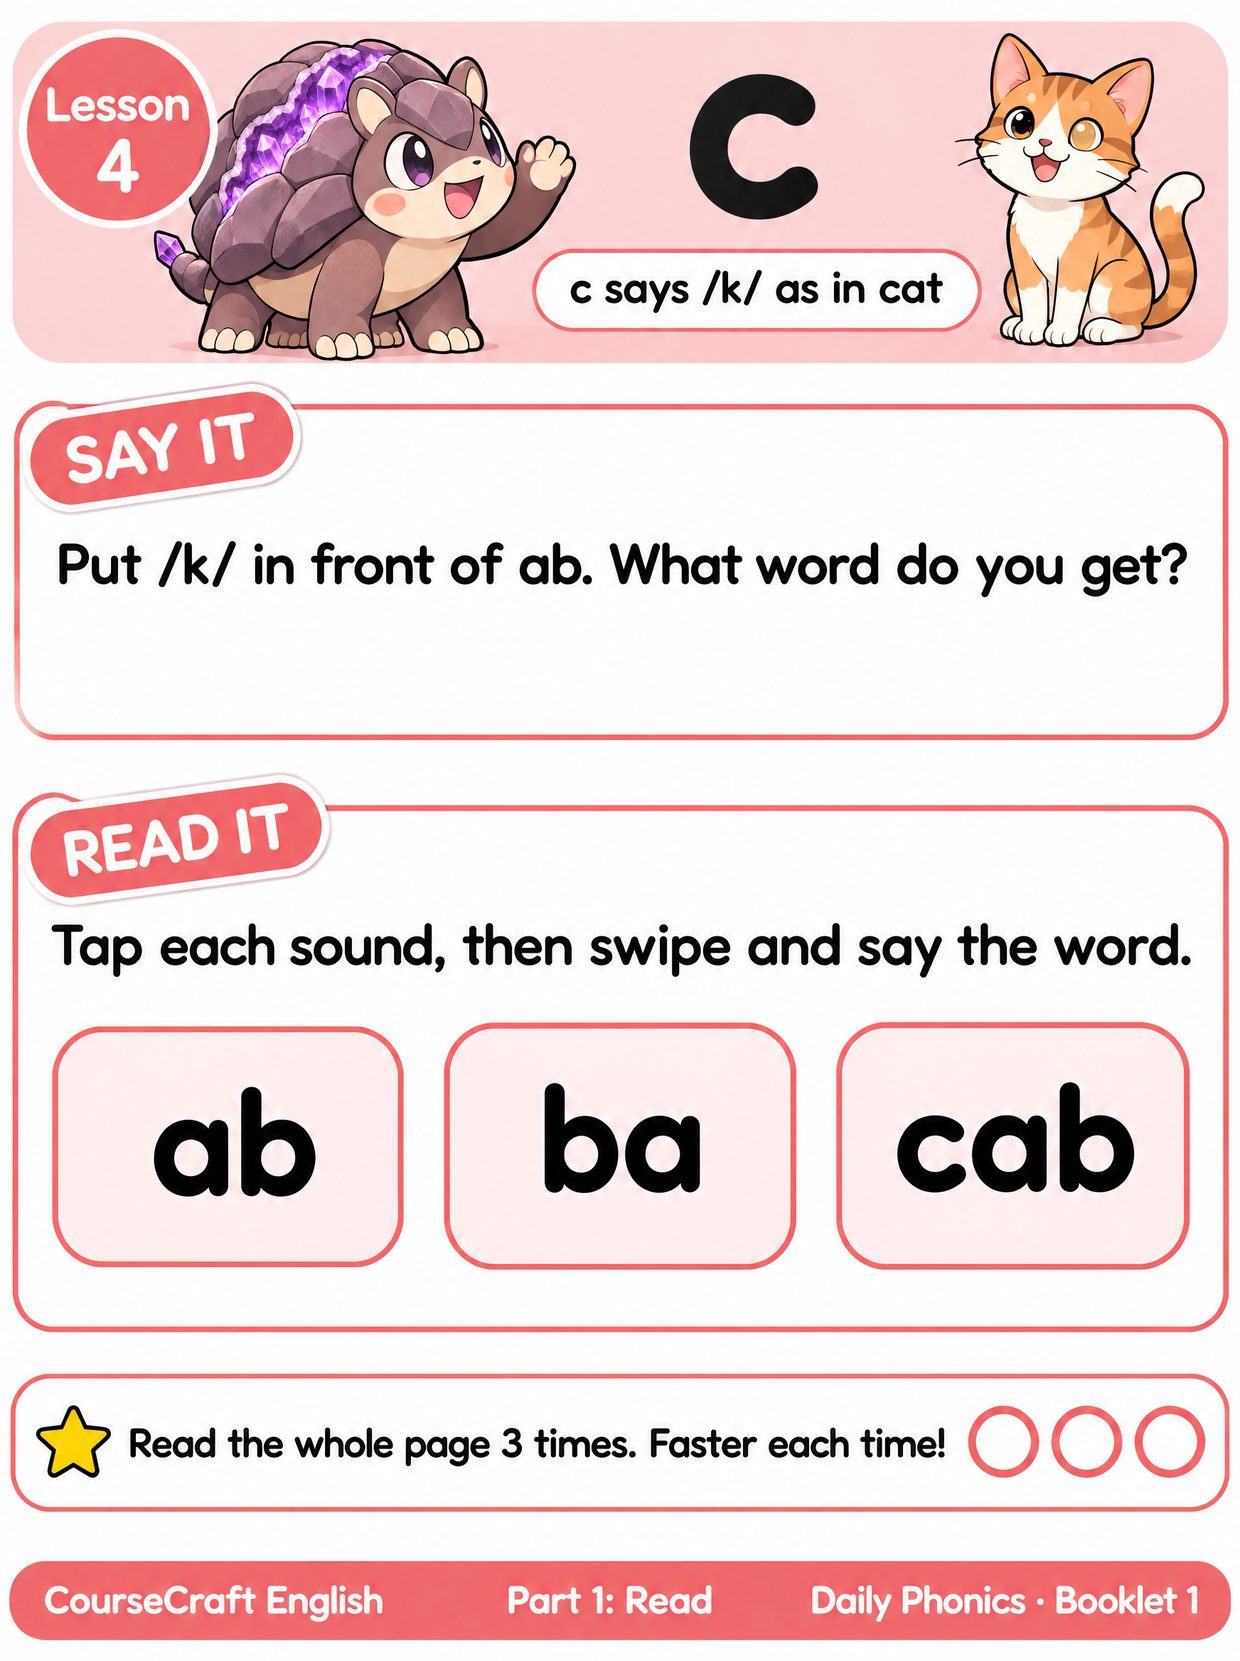 Lesson
4
c
c says /k/ as in cat
SAY IT
Put /k/ in front of ab. What word do you get?
READ IT
Tap each sound, then swipe and say the word.
ab
ba
cab
Read the whole page 3 times. Faster each time!
CourseCraft English
Part 1: Read
Daily Phonics · Booklet 1